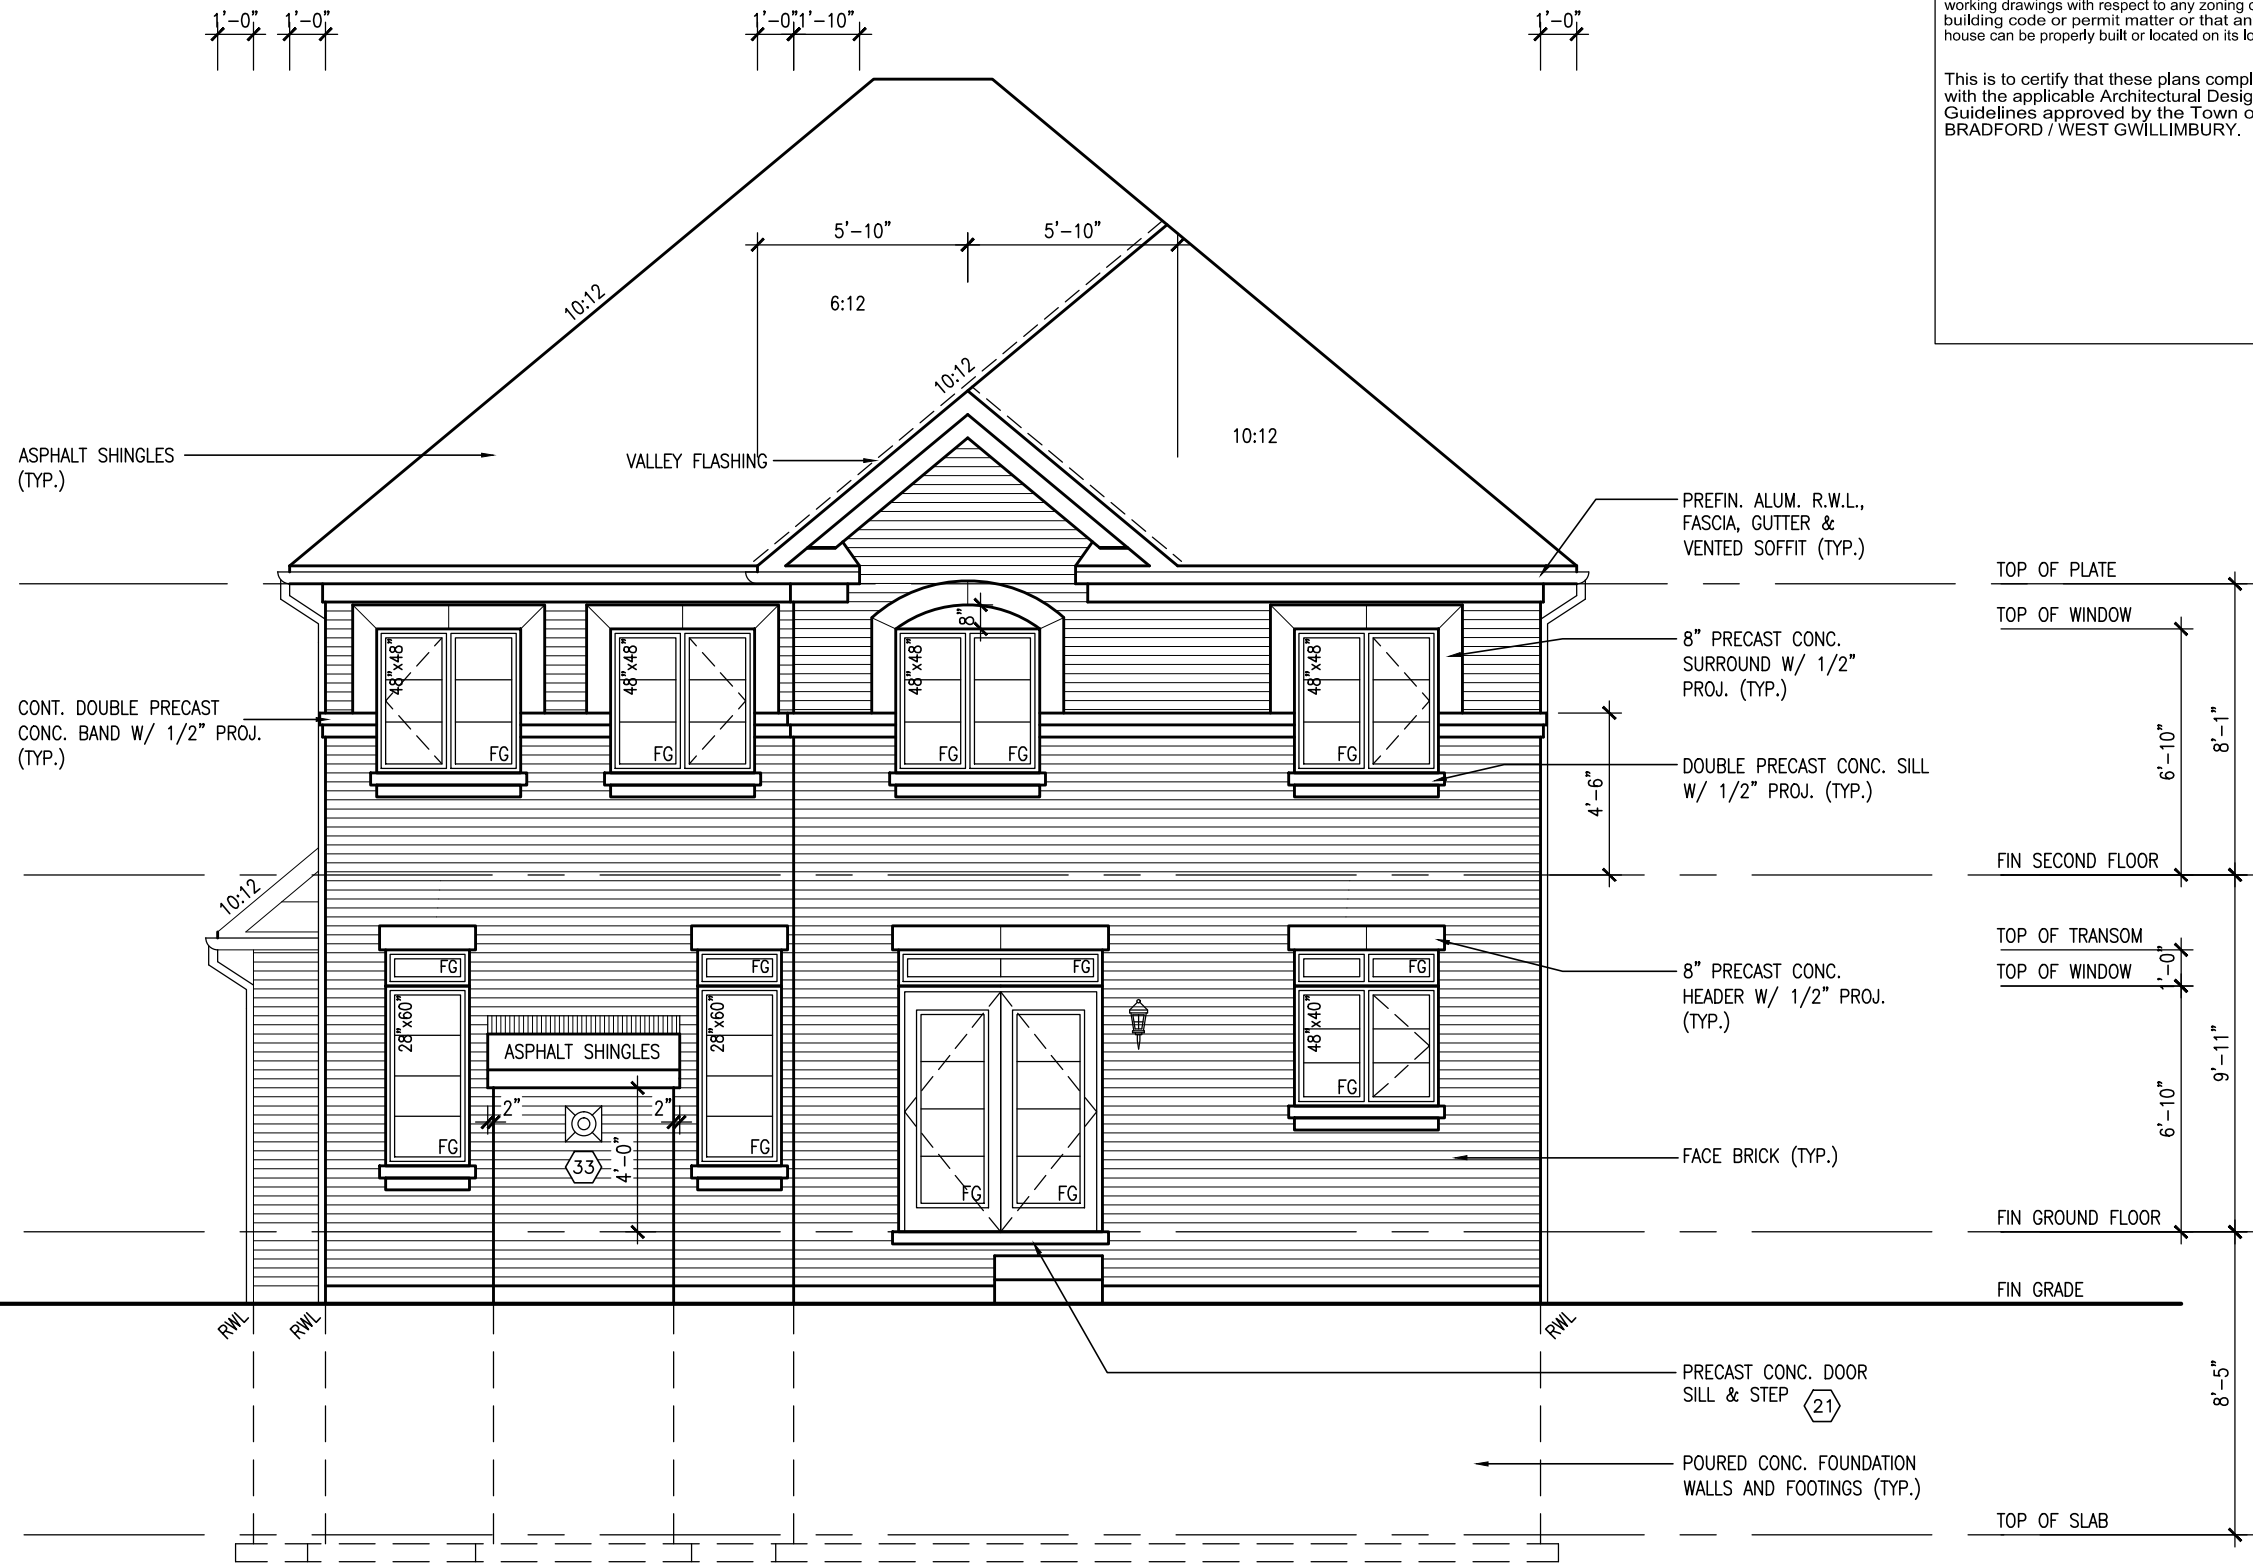 1'-0" 1'-0" 1'-0" 1'-10" 1'-0"
working drawings with respect to any zoning
building code or permit matter or that
house can be properly built or located on its
This is to certify that these plans
with the applicable Architectural
Guidelines approved by the Town
BRADFORD / WEST GWILLIMBURY.
5'-10" 5'-10"
10:12
6:12
10:12
10:12
ASPHALT SHINGLES
(TYP.)
VALLEY FLASHING
PREFIN. ALUM. R.W.L.,
FASCIA, GUTTER &
VENTED SOFFIT (TYP.)
TOP OF PLATE
TOP OF WINDOW
8"
48"x48"
48"x48"
48"x48"
48"x48"
8" PRECAST CONC.
SURROUND W/ 1/2"
PROJ. (TYP.)
CONT. DOUBLE PRECAST
CONC. BAND W/ 1/2" PROJ.
(TYP.)
FG FG FG FG FG
6'-10"
8'-1"
DOUBLE PRECAST CONC. SILL
W/ 1/2" PROJ. (TYP.)
4'-6"
FIN SECOND FLOOR
10:12
TOP OF TRANSOM
TOP OF WINDOW
1'-0"
FG FG FG FG
8" PRECAST CONC.
HEADER W/ 1/2" PROJ.
(TYP.)
28"x60"
28"x60"
48"x40"
ASPHALT SHINGLES
9'-11"
6'-10"
FG
2" 2"
4'-0"
33
FG FG
FACE BRICK (TYP.)
FG FG
FIN GROUND FLOOR
FIN GRADE
RWL RWL RWL
PRECAST CONC. DOOR
SILL & STEP 21
8'-5"
POURED CONC. FOUNDATION
WALLS AND FOOTINGS (TYP.)
TOP OF SLAB